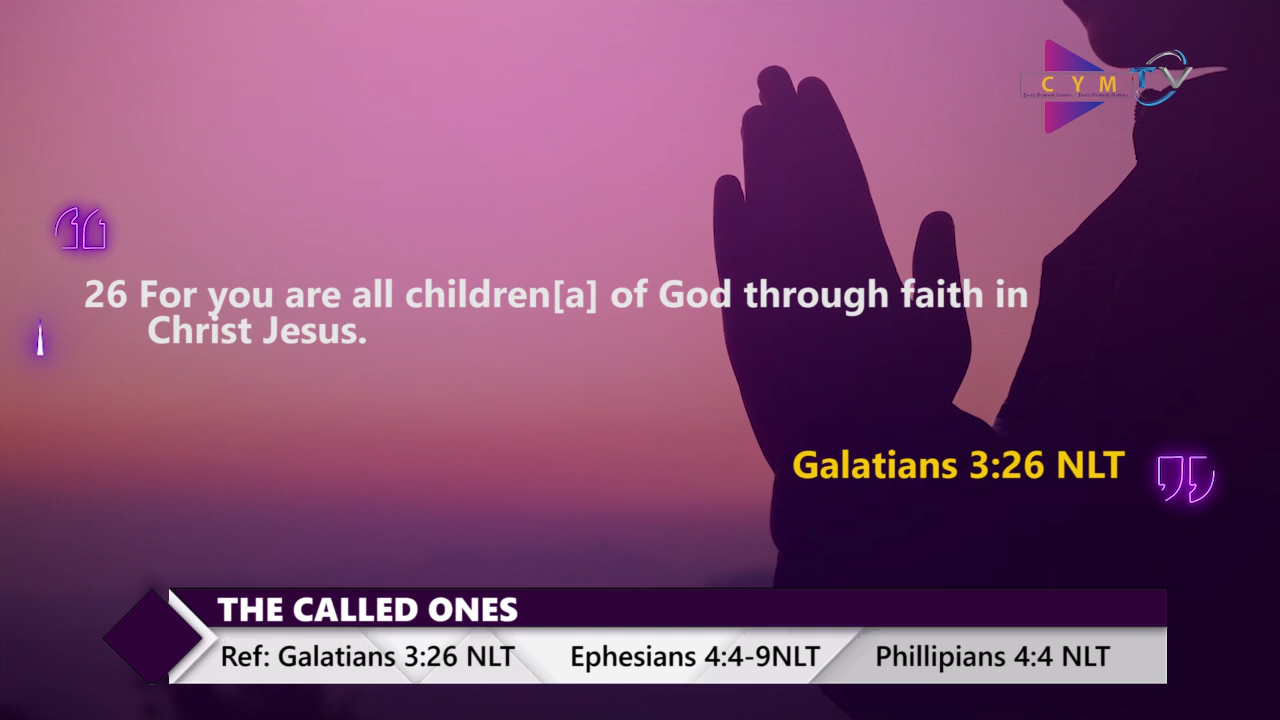 C Y M TV
26 For you are all children[a] of God through faith in
Christ Jesus.
Galatians 3:26 NLT
THE CALLED ONES
Ref: Galatians 3:26 NLT Ephesians 4:4-9NLT Phillipians 4:4 NLT